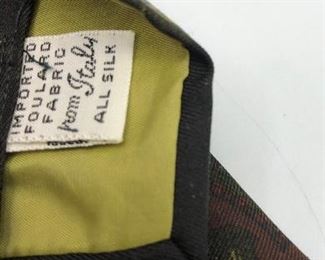 IMPORTED
FOULARD
FABRIC
from Italy
ALL SILK